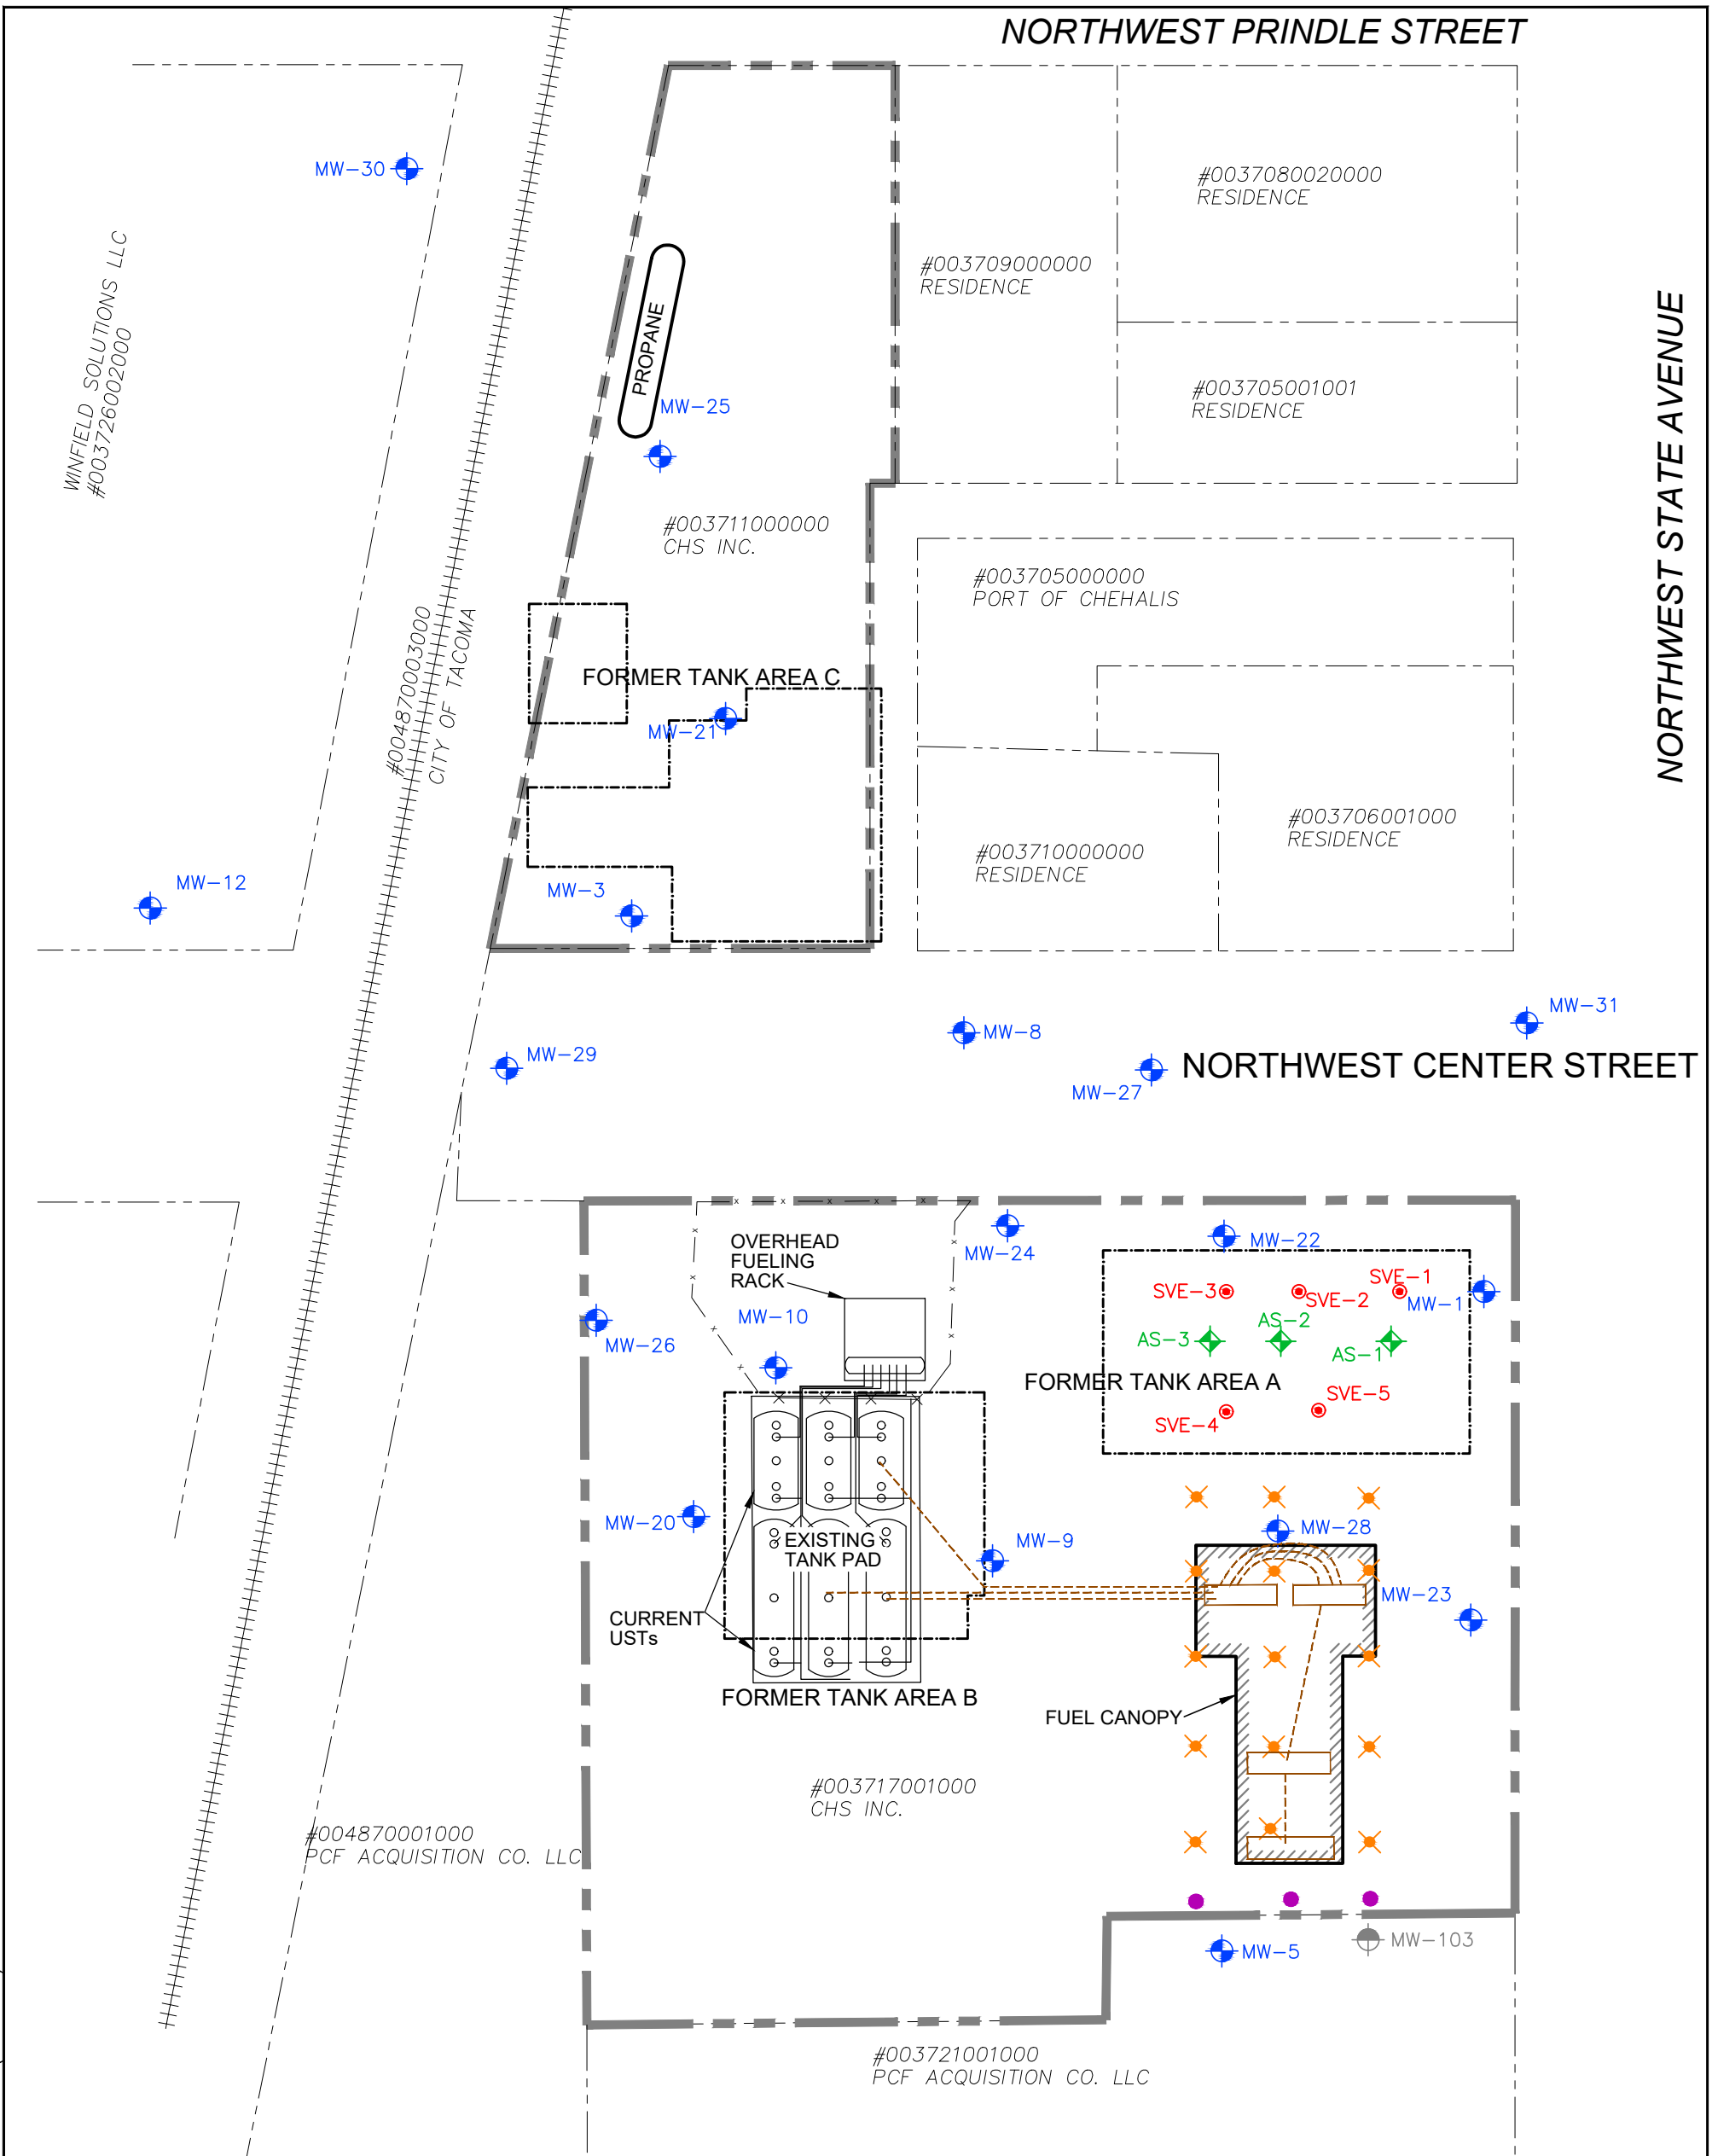 NORTHWEST PRINDLE STREET
MW-30
#0037080020000
RESIDENCE
WINFIELD SOLUTIONS LLC
#0037260020000
#003709000000
RESIDENCE
NORTHWEST STATE AVENUE
PROPANE
#003705001001
RESIDENCE
MW-25
#003711000000
CHS INC.
#003705000000
PORT OF CHEHALIS
#004870003000
CITY OF TACOMA
FORMER TANK AREA C
MW-21
#003706001000
RESIDENCE
#003710000000
RESIDENCE
MW-12
MW-3
MW-31
MW-8
MW-29
NORTHWEST CENTER STREET
MW-27
OVERHEAD
FUELING
RACK
MW-24
MW-22
SVE-3
SVE-2
SVE-1
MW-1
MW-10
MW-26
AS-3
AS-2
AS-1
FORMER TANK AREA A
SVE-5
SVE-4
MW-20
EXISTING
TANK PAD
MW-9
MW-28
MW-23
CURRENT
USTs
FORMER TANK AREA B
FUEL CANOPY
#003717001000
CHS INC.
#004870001000
PCF ACQUISITION CO. LLC
MW-5
MW-103
#003721001000
PCF ACQUISITION CO. LLC